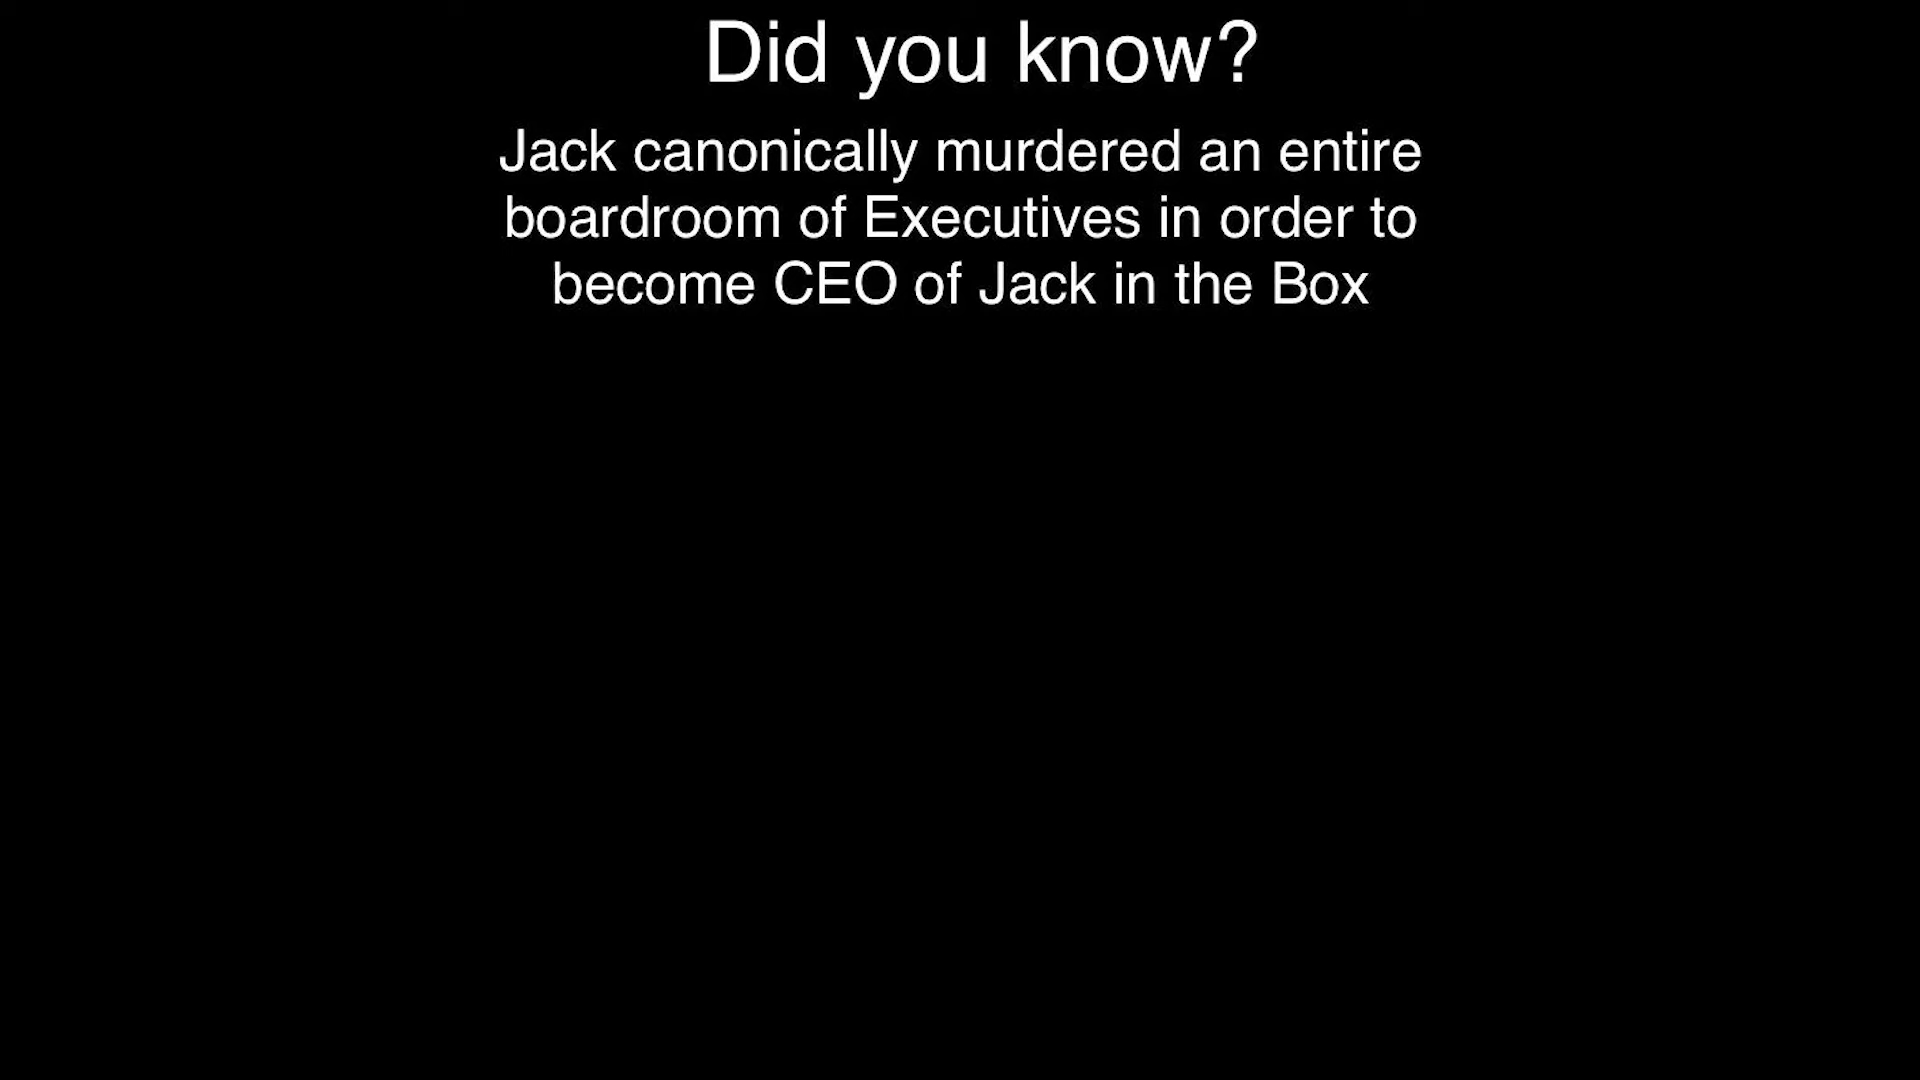 Did you know?
Jack canonically murdered an entire
boardroom of Executives in order to
become CEO of Jack in the Box